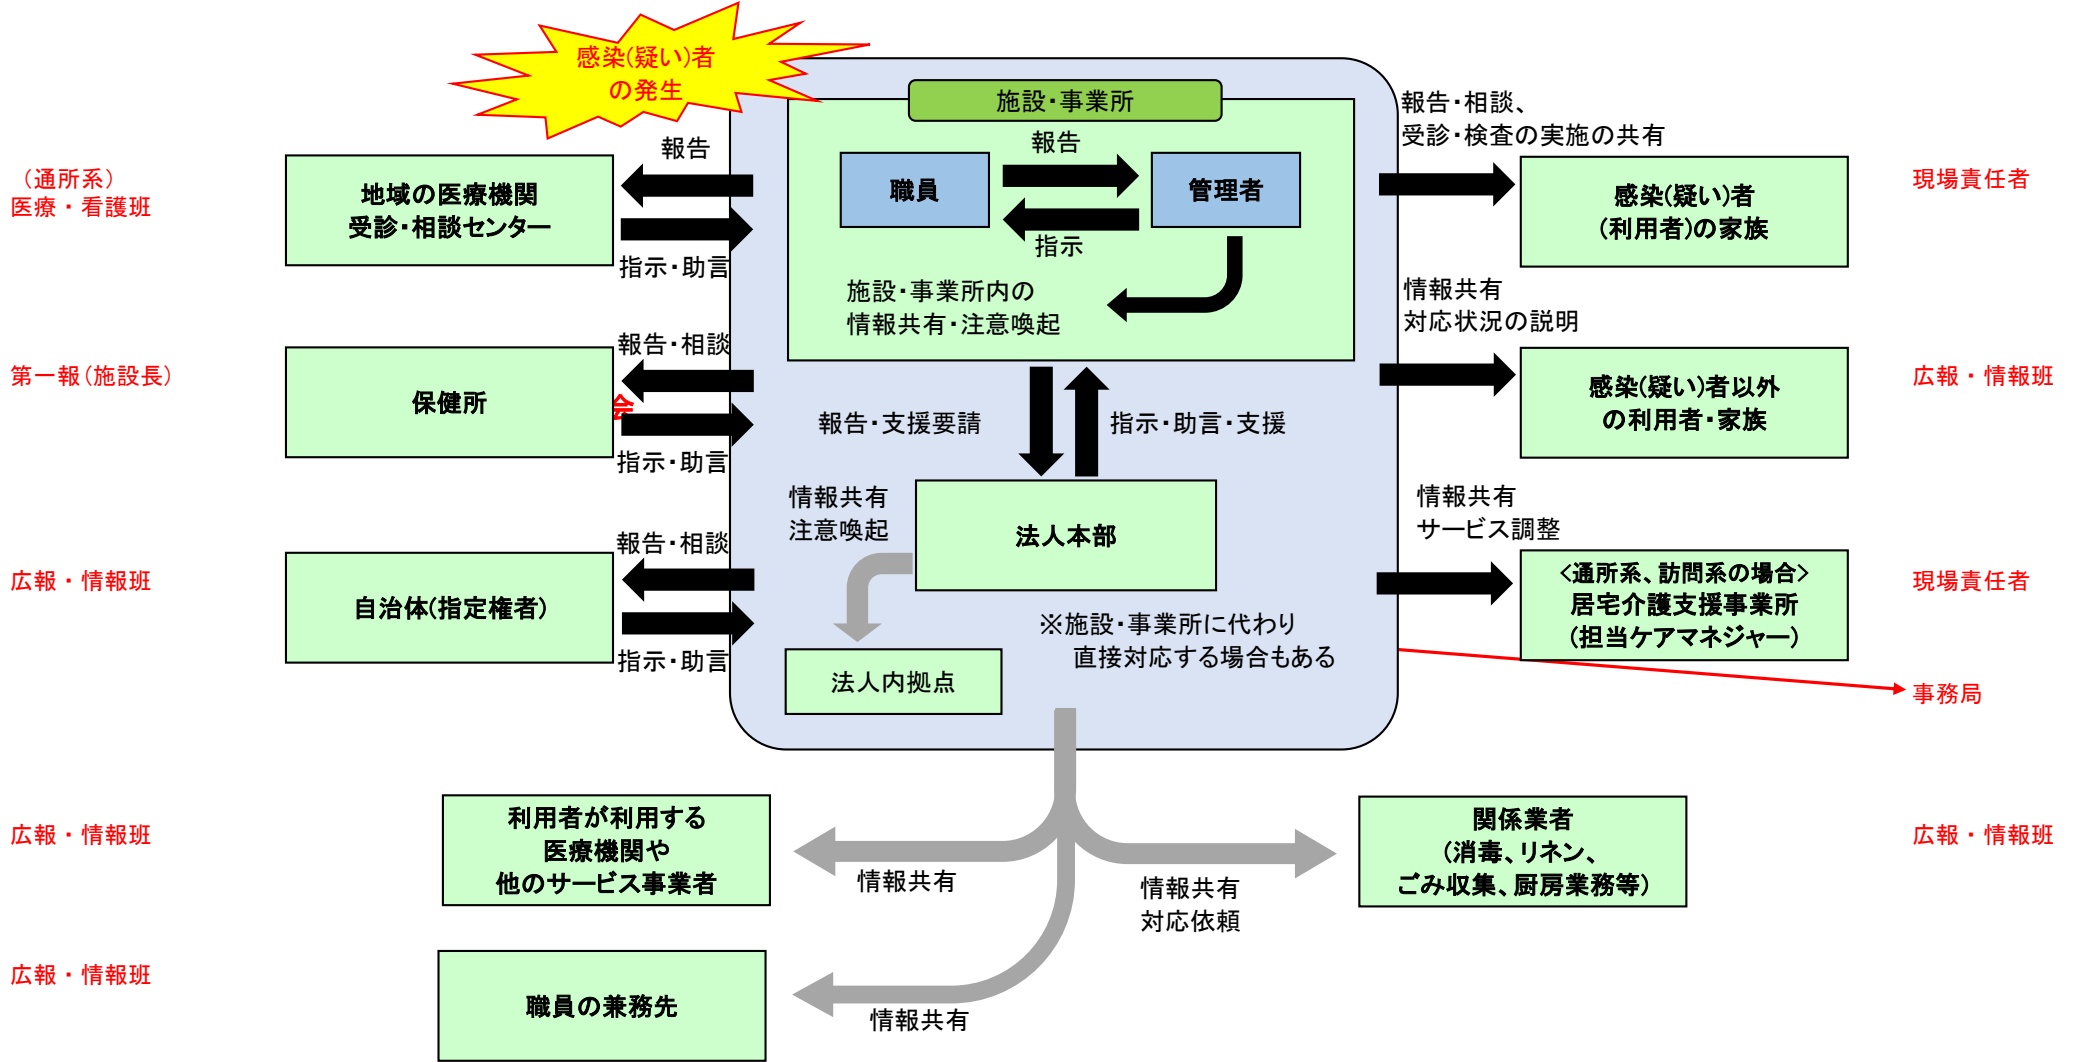 感染(疑い)者
の発生
施設・事業所
報告
職員
管理者
指示
施設・事業所内の
情報共有・注意喚起
報告
(通所系)
医療・看護班
地域の医療機関
受診・相談センター
指示・助言
報告・相談、
受診・検査の実施の共有
感染(疑い)者
(利用者)の家族
現場責任者
報告・相談
第一報(施設長)
保健所
会
指示・助言
情報共有
対応状況の説明
感染(疑い)者以外
の利用者・家族
広報・情報班
報告・支援要請
指示・助言・支援
情報共有
注意喚起
法人本部
報告・相談
広報・情報班
自治体(指定権者)
指示・助言
情報共有
サービス調整
<通所系、訪問系の場合>
居宅介護支援事業所
(担当ケアマネジャー)
現場責任者
※施設・事業所に代わり
直接対応する場合もある
法人内拠点
事務局
広報・情報班
利用者が利用する
医療機関や
他のサービス事業者
情報共有
情報共有
対応依頼
関係業者
(消毒、リネン、
ごみ収集、厨房業務等)
広報・情報班
広報・情報班
職員の兼務先
情報共有